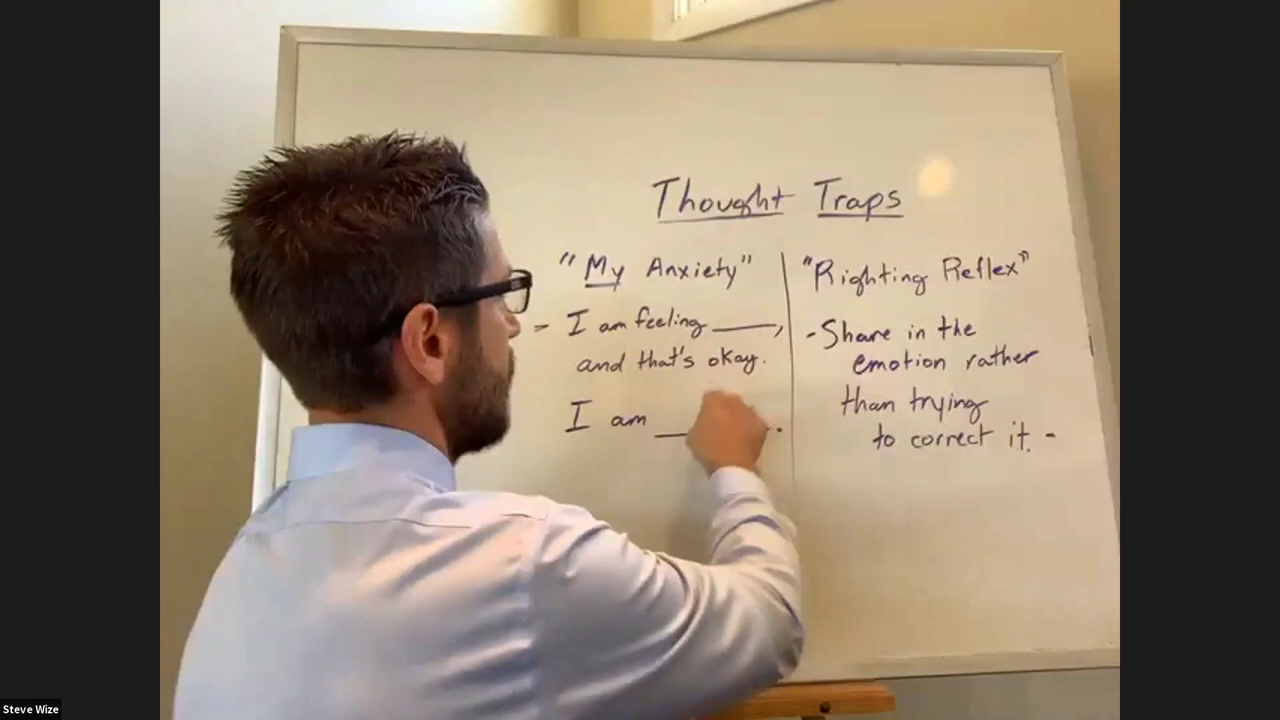 Thought Traps
"My Anxiety"
- I am feeling ____,
and that's okay.
I am ____.
"Righting Reflex"
- Share in the
emotion rather
than trying
to correct it. -
Steve Wize